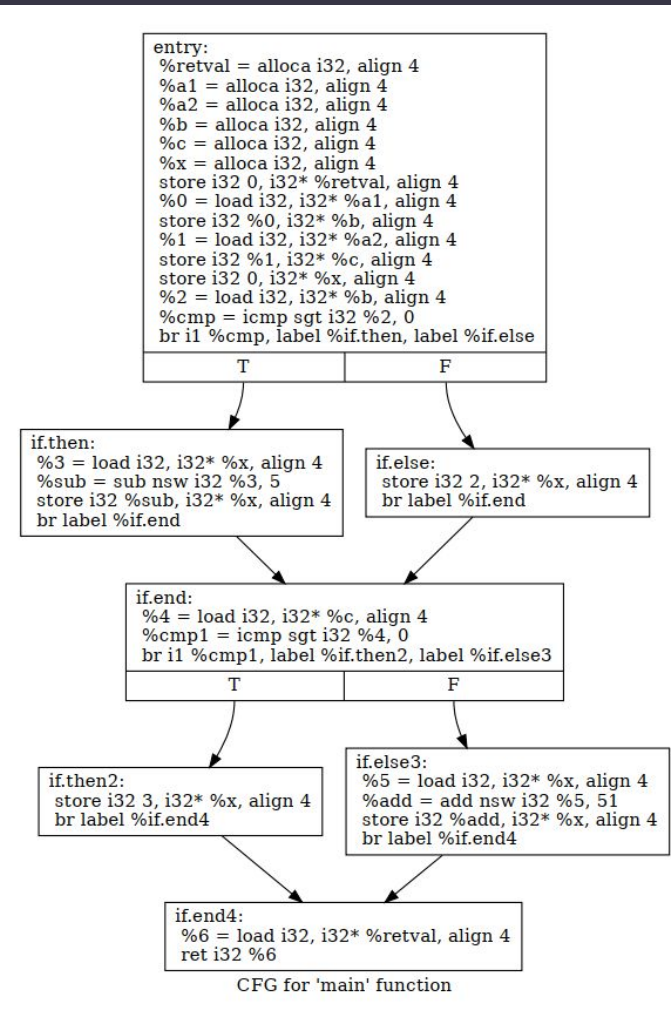 entry:
%retval = alloca i32, align 4
%a1 = alloca i32, align 4
%a2 = alloca i32, align 4
%b = alloca i32, align 4
%c = alloca i32, align 4
%x = alloca i32, align 4
store i32 0, i32* %retval, align 4
%0 = load i32, i32* %a1, align 4
store i32 %0, i32* %b, align 4
%1 = load i32, i32* %a2, align 4
store i32 %1, i32* %c, align 4
store i32 0, i32* %x, align 4
%2 = load i32, i32* %b, align 4
%cmp = icmp sgt i32 %2, 0
br i1 %cmp, label %if.then, label %if.else
T
F
if.then:
%3 = load i32, i32* %x, align 4
%sub = sub nsw i32 %3, 5
store i32 %sub, i32* %x, align 4
br label %if.end
if.else:
store i32 2, i32* %x, align 4
br label %if.end
if.end:
%4 = load i32, i32* %c, align 4
%cmp1 = icmp sgt i32 %4, 0
br i1 %cmp1, label %if.then2, label %if.else3
T
F
if.then2:
store i32 3, i32* %x, align 4
br label %if.end4
if.else3:
%5 = load i32, i32* %x, align 4
%add = add nsw i32 %5, 51
store i32 %add, i32* %x, align 4
br label %if.end4
if.end4:
%6 = load i32, i32* %retval, align 4
ret i32 %6
CFG for 'main' function